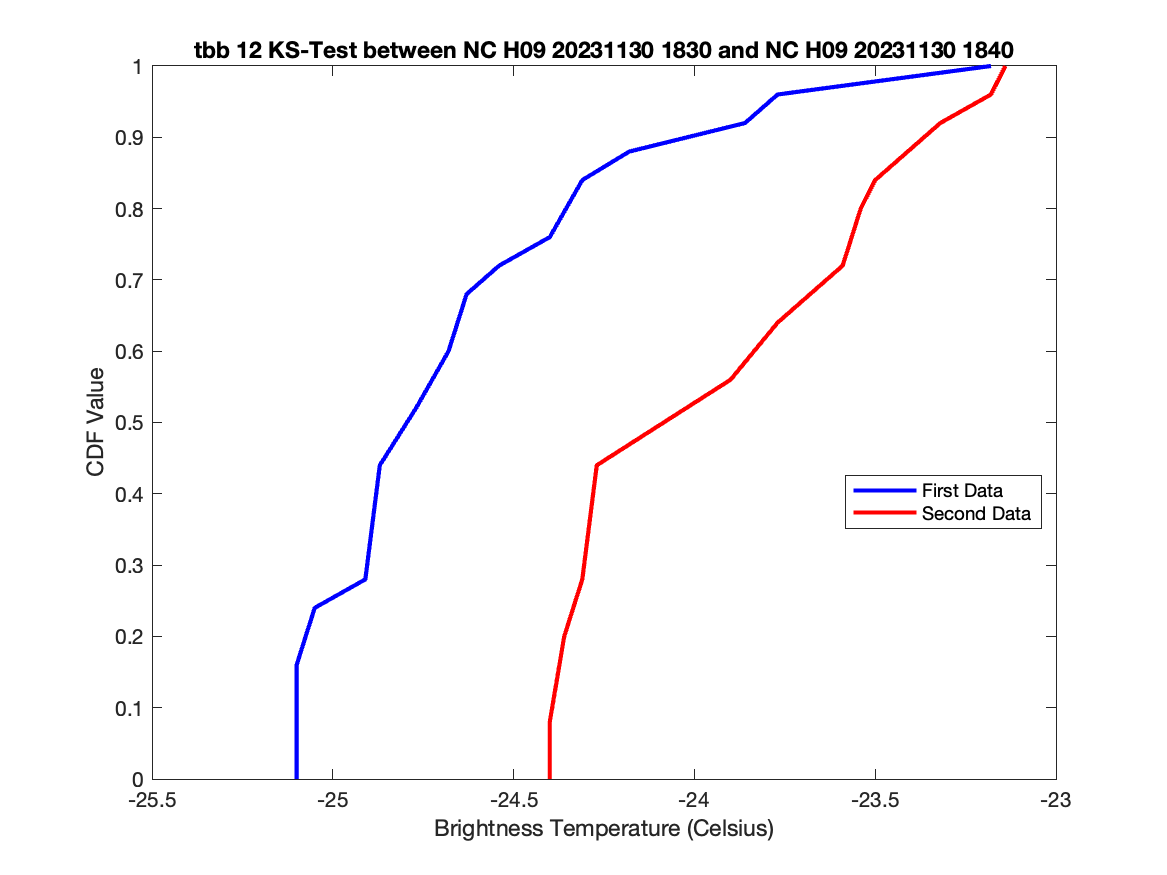 tbb 12 KS-Test between NC H09 20231130 1830 and NC H09 20231130 1840
1
0.9
0.8
0.7
0.6
0.5
0.4
0.3
0.2
0.1
0
CDF Value
First Data
Second Data
-25.5 -25 -24.5 -24 -23.5 -23
Brightness Temperature (Celsius)